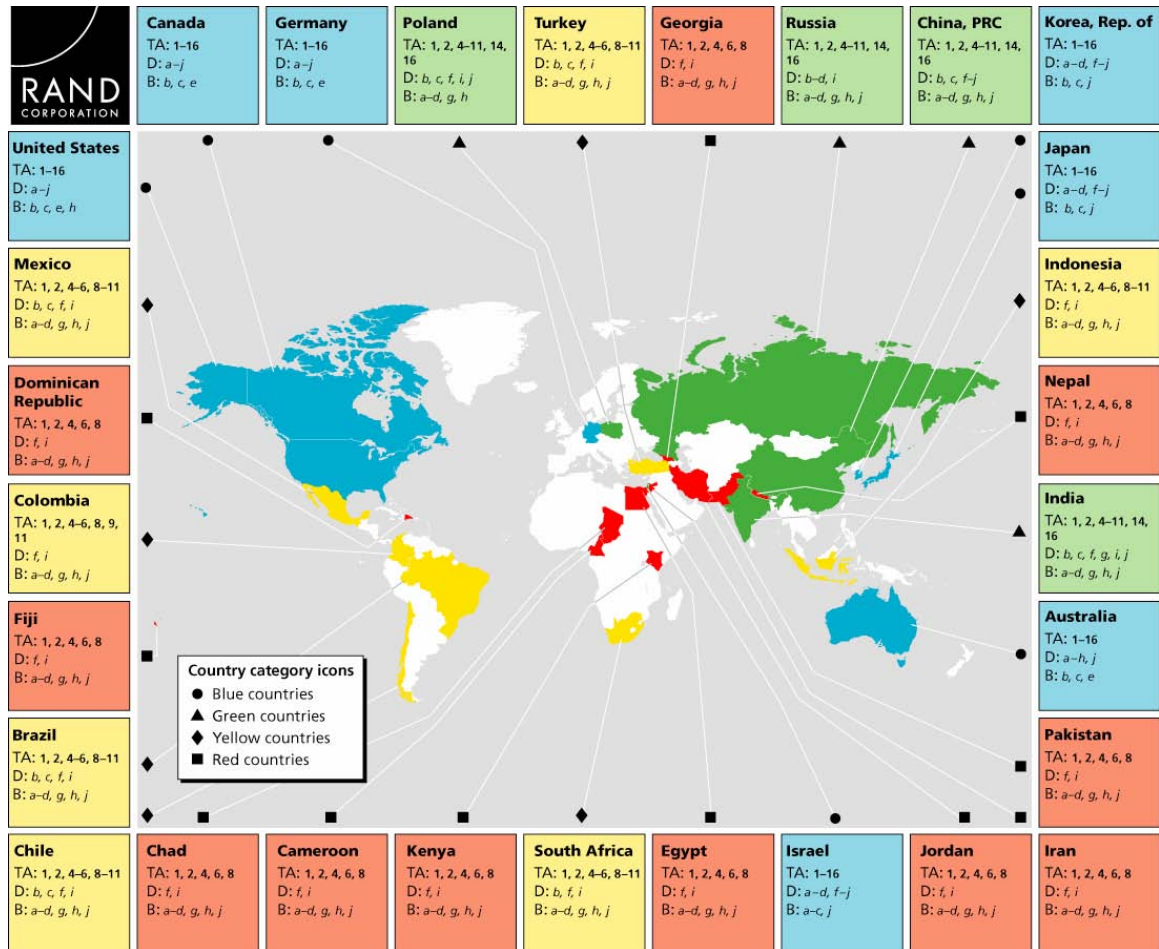 RAND
CORPORATION
Canada
TA: 1–16
D: a–j
B: b, c, e
Germany
TA: 1–16
D: a–j
B: b, c, e
Poland
TA: 1, 2, 4–11, 14,
16
D: b, c, f, i, j
B: a–d, g, h
Turkey
TA: 1, 2, 4–6, 8–11
D: b, c, f, i
B: a–d, g, h, j
Georgia
TA: 1, 2, 4, 6, 8
D: f, i
B: a–d, g, h, j
Russia
TA: 1, 2, 4–11, 14,
16
D: b–d, i
B: a–d, g, h, j
China, PRC
TA: 1, 2, 4–11, 14,
16
D: b, c, f–j
B: a–d, g, h, j
Korea, Rep. of
TA: 1–16
D: a–d, f–j
B: b, c, j
United States
TA: 1–16
D: a–j
B: b, c, e, h
Japan
TA: 1–16
D: a–d, f–j
B: b, c, j
Mexico
TA: 1, 2, 4–6, 8–11
D: b, c, f, i
B: a–d, g, h, j
Indonesia
TA: 1, 2, 4–6, 8–11
D: f, i
B: a–d, g, h, j
Dominican
Republic
TA: 1, 2, 4, 6, 8
D: f, i
B: a–d, g, h, j
Nepal
TA: 1, 2, 4, 6, 8
D: f, i
B: a–d, g, h, j
Colombia
TA: 1, 2, 4–6, 8, 9,
11
D: f, i
B: a–d, g, h, j
India
TA: 1, 2, 4–11, 14,
16
D: b, c, f, g, i, j
B: a–d, g, h, j
Fiji
TA: 1, 2, 4, 6, 8
D: f, i
B: a–d, g, h, j
Australia
TA: 1–16
D: a–h, j
B: b, c, e
Country category icons
Blue countries
Green countries
Yellow countries
Red countries
Brazil
TA: 1, 2, 4–6, 8–11
D: b, c, f, i
B: a–d, g, h, j
Pakistan
TA: 1, 2, 4, 6, 8
D: f, i
B: a–d, g, h, j
Chile
TA: 1, 2, 4–6, 8–11
D: b, c, f, i
B: a–d, g, h, j
Chad
TA: 1, 2, 4, 6, 8
D: f, i
B: a–d, g, h, j
Cameroon
TA: 1, 2, 4, 6, 8
D: f, i
B: a–d, g, h, j
Kenya
TA: 1, 2, 4, 6, 8
D: f, i
B: a–d, g, h, j
South Africa
TA: 1, 2, 4–6, 8–11
D: b, f, i
B: a–d, g, h, j
Egypt
TA: 1, 2, 4, 6, 8
D: f, i
B: a–d, g, h, j
Israel
TA: 1–16
D: a–d, f–j
B: a–c, j
Jordan
TA: 1, 2, 4, 6, 8
D: f, i
B: a–d, g, h, j
Iran
TA: 1, 2, 4, 6, 8
D: f, i
B: a–d, g, h, j